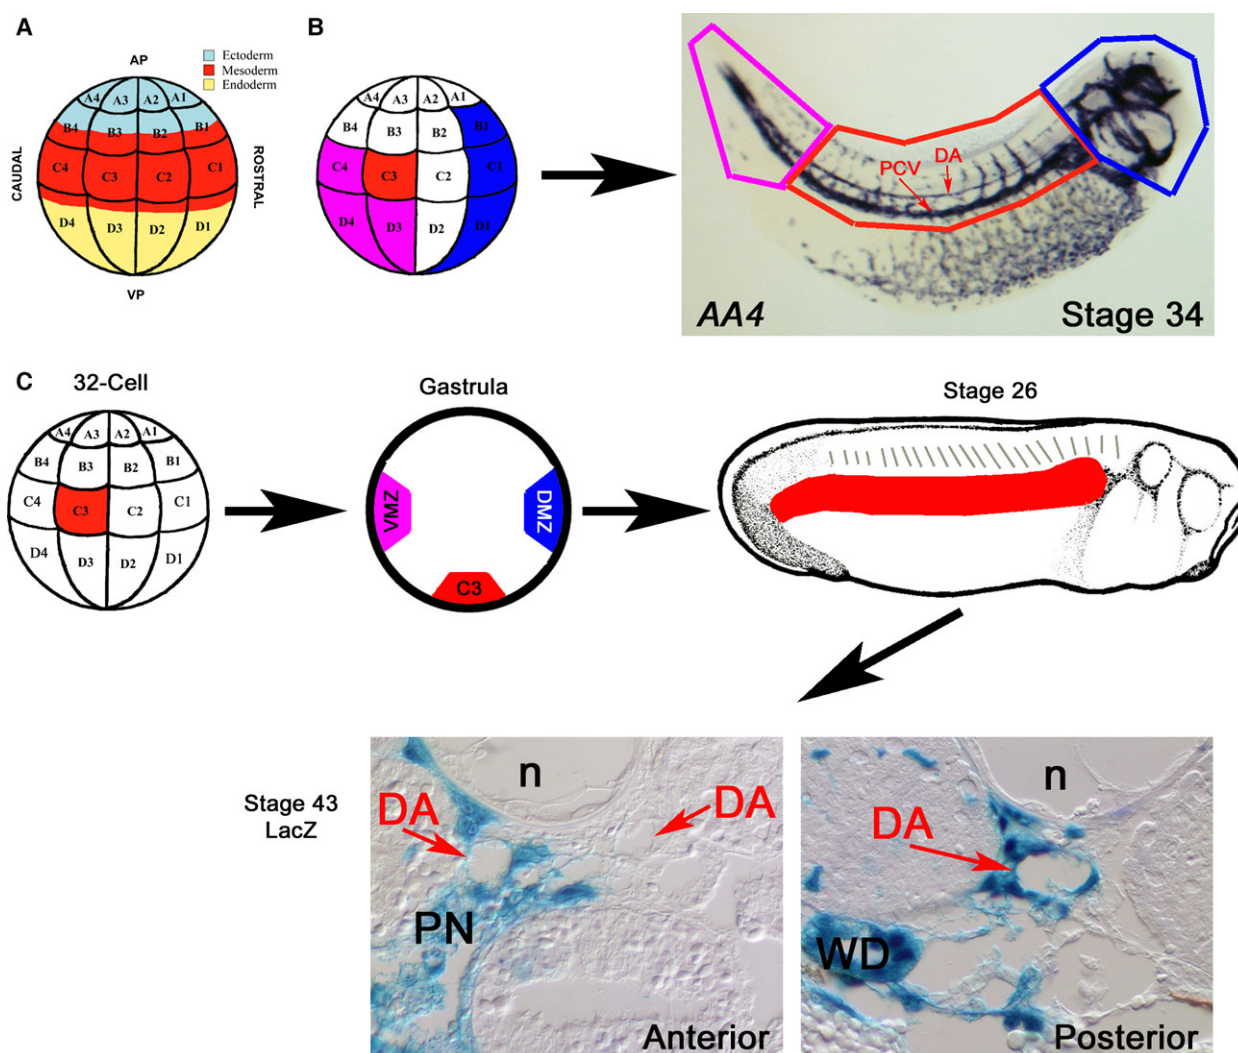 A
AP
Ectoderm
Mesoderm
Endoderm
A4 A3 A2 A1
B4 B3 B2 B1
C4 C3 C2 C1
D4 D3 D2 D1
CAUDAL
ROSTRAL
VP
B
A4 A3 A2 A1
B4 B3 B2 B1
C4 C3 C2 C1
D4 D3 D2 D1
PCV DA
AA4 Stage 34
C 32-Cell
A4 A3 A2 A1
B4 B3 B2 B1
C4 C3 C2 C1
D4 D3 D2 D1
Gastrula
VMZ
DMZ
C3
Stage 26
Stage 43
LacZ
n
DA DA
PN
Anterior
n
DA
WD
Posterior